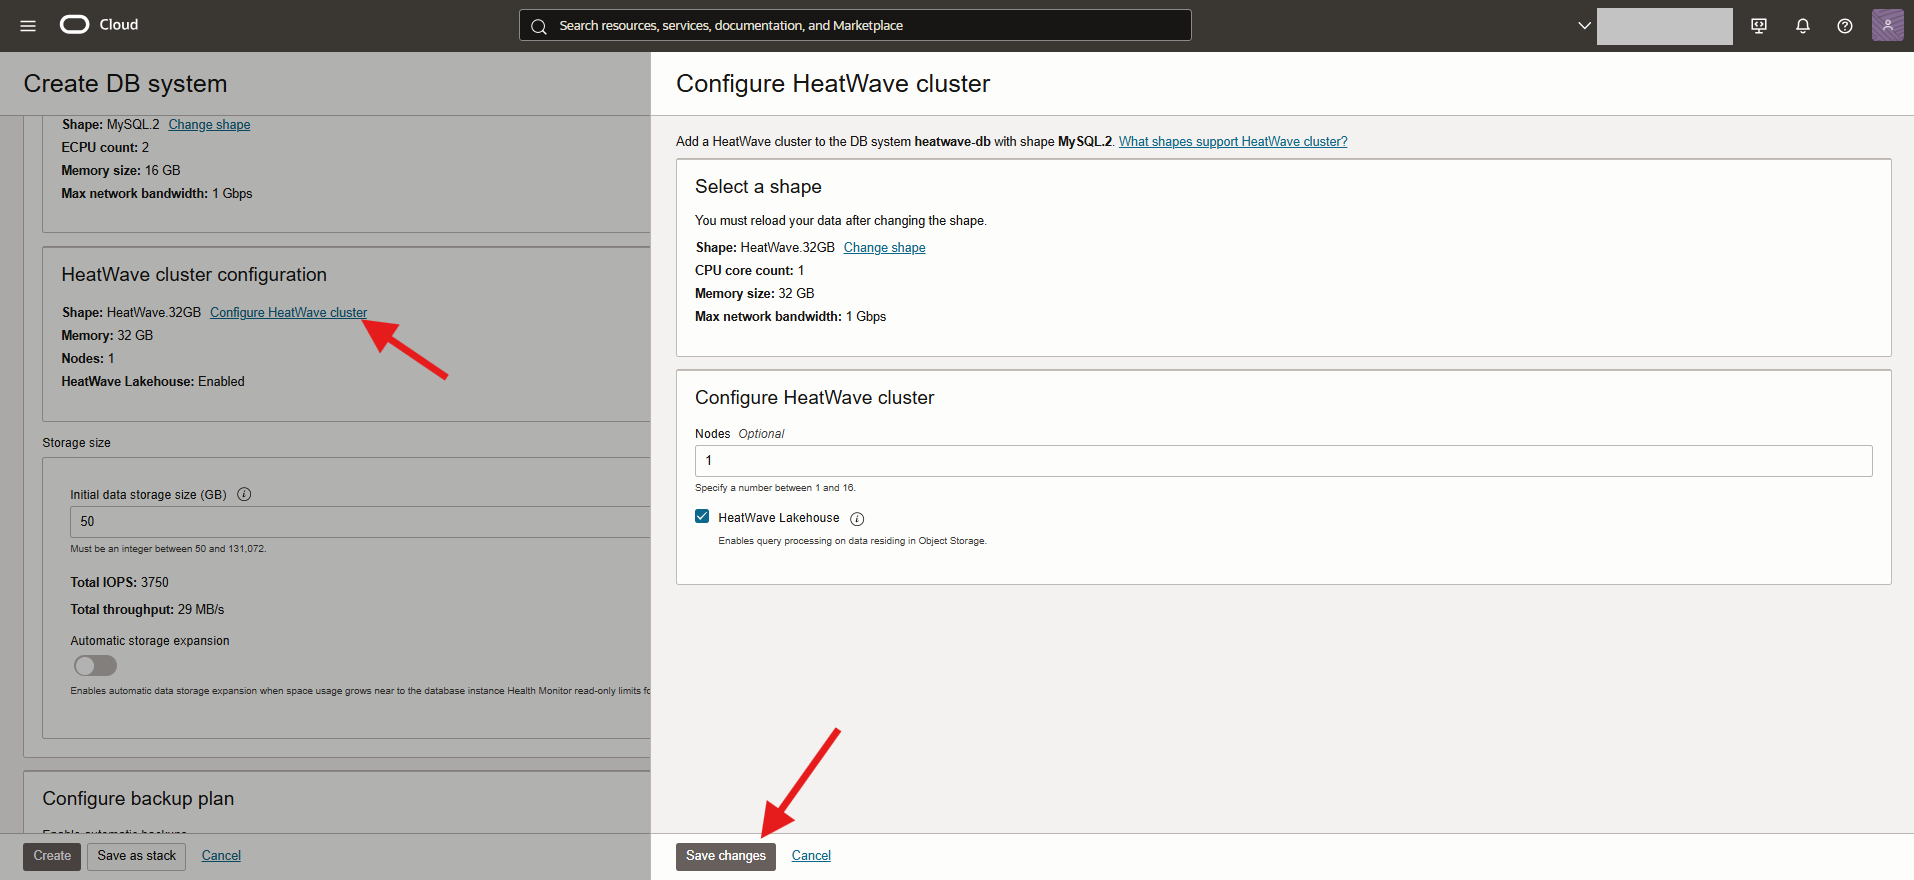 Cloud
Search resources, services, documentation, and Marketplace
Create DB system
Shape: MySQL.2 Change shape
ECPU count: 2
Memory size: 16 GB
Max network bandwidth: 1 Gbps
HeatWave cluster configuration
Shape: HeatWave.32GB Configure HeatWave cluster
Memory: 32 GB
Nodes: 1
HeatWave Lakehouse: Enabled
Storage size
Initial data storage size (GB)
50
Must be an integer between 50 and 131,072.
Total IOPS: 3750
Total throughput: 29 MB/s
Automatic storage expansion
Enables automatic data storage expansion when space usage grows near to the database instance Health Monitor read-only limits
Configure backup plan
Enable automatic backups
Create Save as stack Cancel
Configure HeatWave cluster
Add a HeatWave cluster to the DB system heatwave-db with shape MySQL.2. What shapes support HeatWave cluster?
Select a shape
You must reload your data after changing the shape.
Shape: HeatWave.32GB Change shape
CPU core count: 1
Memory size: 32 GB
Max network bandwidth: 1 Gbps
Configure HeatWave cluster
Nodes Optional
1
Specify a number between 1 and 16.
HeatWave Lakehouse
Enables query processing on data residing in Object Storage.
Save changes Cancel